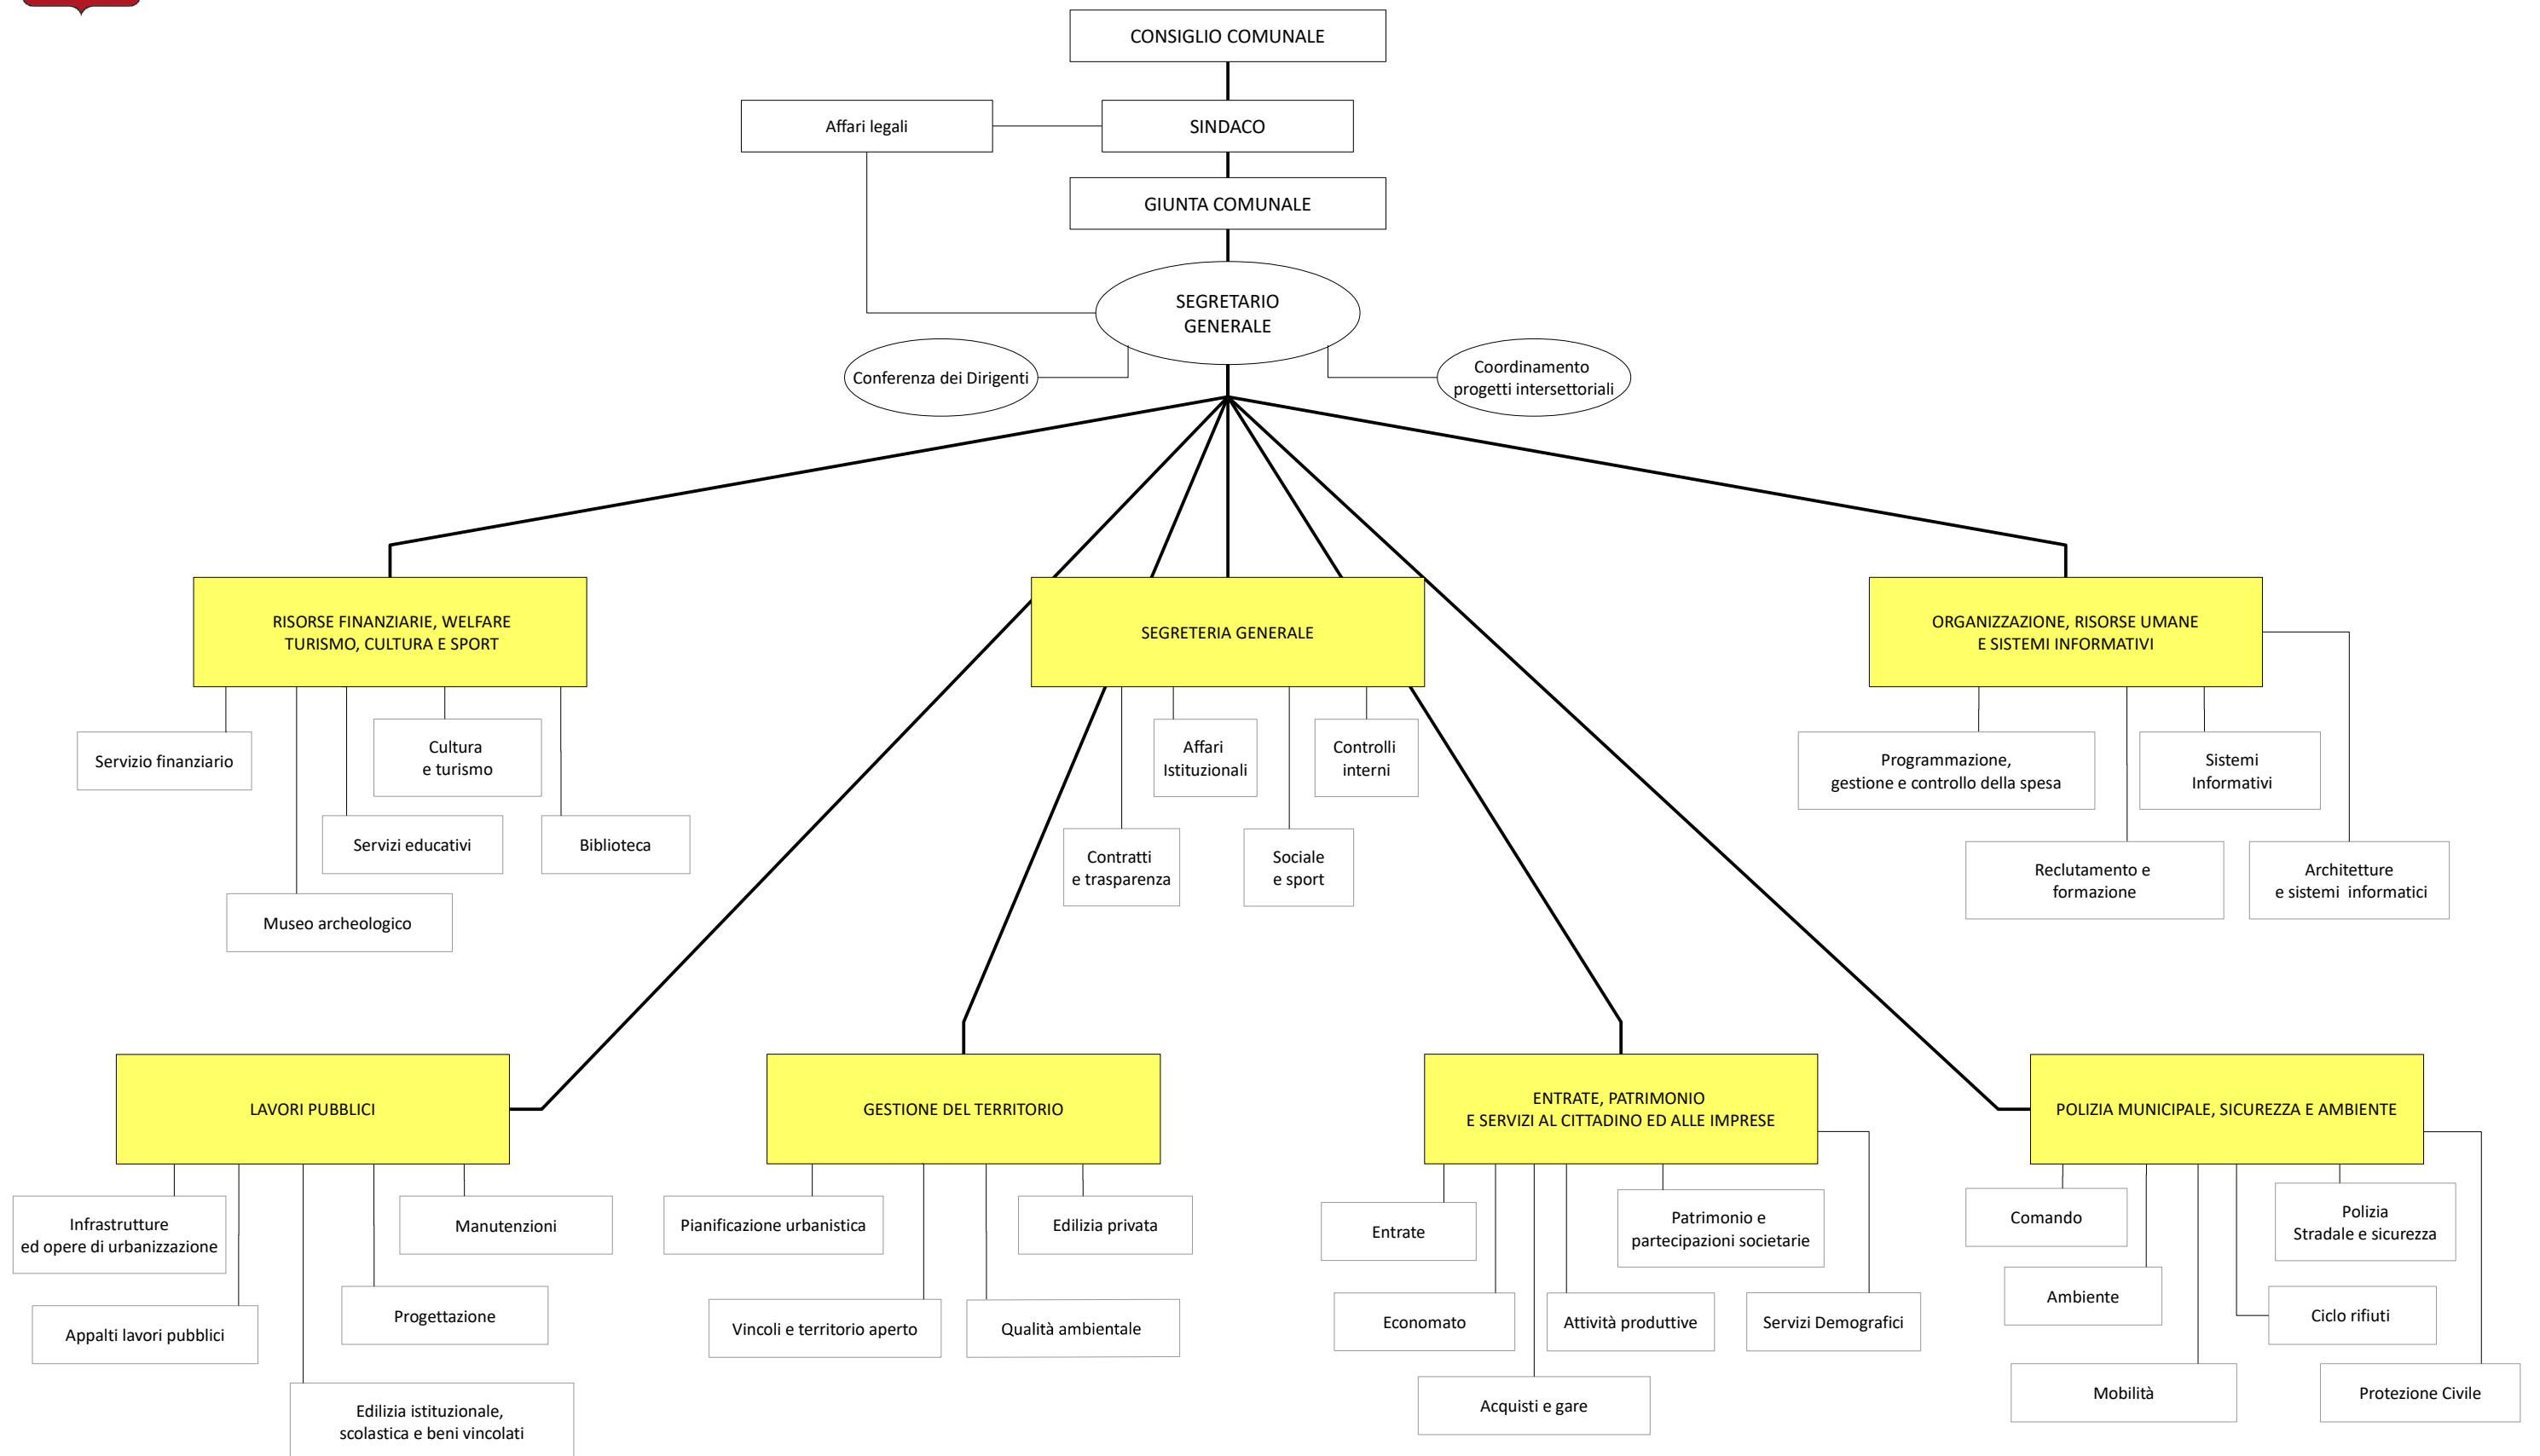 CONSIGLIO COMUNALE
Affari legali
SINDACO
GIUNTA COMUNALE
SEGRETARIO
GENERALE
Conferenza dei Dirigenti
Coordinamento
progetti intersettoriali
RISORSE FINANZIARIE, WELFARE
TURISMO, CULTURA E SPORT
SEGRETERIA GENERALE
ORGANIZZAZIONE, RISORSE UMANE
E SISTEMI INFORMATIVI
Servizio finanziario
Cultura
e turismo
Servizi educativi
Biblioteca
Museo archeologico
Affari
Istituzionali
Controlli
interni
Contratti
e trasparenza
Sociale
e sport
Programmazione,
gestione e controllo della spesa
Sistemi
Informativi
Reclutamento e
formazione
Architetture
e sistemi  informatici
LAVORI PUBBLICI
GESTIONE DEL TERRITORIO
ENTRATE, PATRIMONIO
E SERVIZI AL CITTADINO ED ALLE IMPRESE
POLIZIA MUNICIPALE, SICUREZZA E AMBIENTE
Infrastrutture
ed opere di urbanizzazione
Manutenzioni
Appalti lavori pubblici
Progettazione
Edilizia istituzionale,
scolastica e beni vincolati
Pianificazione urbanistica
Edilizia privata
Vincoli e territorio aperto
Qualità ambientale
Entrate
Patrimonio e
partecipazioni societarie
Economato
Attività produttive
Servizi Demografici
Acquisti e gare
Comando
Polizia
Stradale e sicurezza
Ambiente
Ciclo rifiuti
Mobilità
Protezione Civile